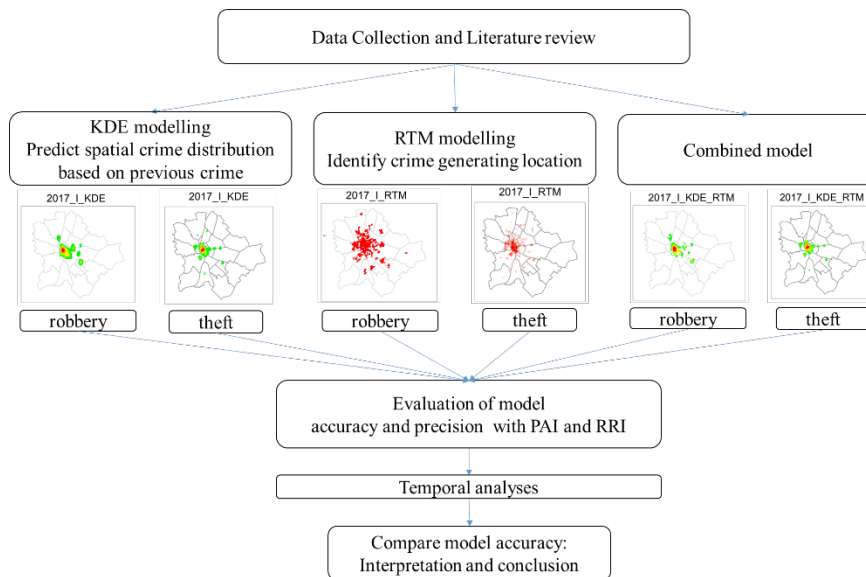 Data Collection and Literature review
KDE modelling
Predict spatial crime distribution
based on previous crime
RTM modelling
Identify crime generating location
Combined model
2017_I_KDE
2017_I_KDE
2017_I_RTM
2017_I_RTM
2017_I_KDE_RTM
2017_I_KDE_RTM
robbery
theft
robbery
theft
robbery
theft
Evaluation of model
accuracy and precision with PAI and RRI
Temporal analyses
Compare model accuracy:
Interpretation and conclusion